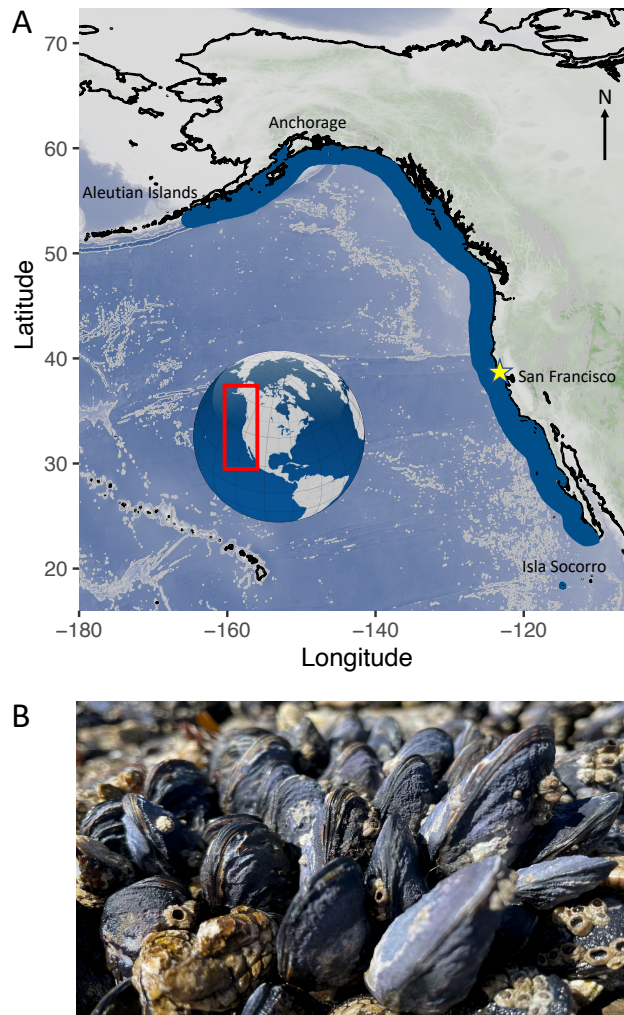 A
70
N
Anchorage
60
Aleutian Islands
50
Latitude
40
San Francisco
30
20
Isla Socorro
−180
−160
−140
−120
Longitude
B